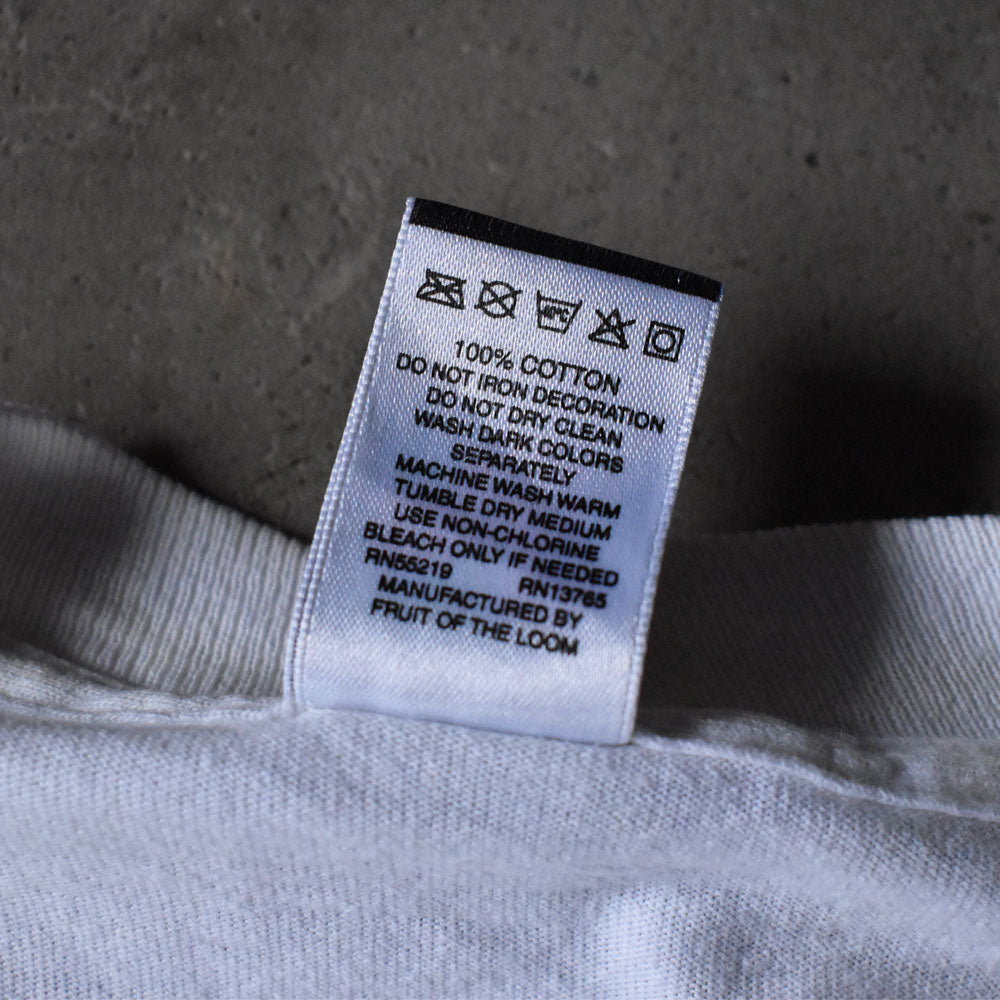 40°C
100% COTTON
DO NOT IRON DECORATION
DO NOT DRY CLEAN
WASH DARK COLORS
SEPARATELY
MACHINE WASH WARM
TUMBLE DRY MEDIUM
USE NON-CHLORINE
BLEACH ONLY IF NEEDED
RN55219 RN13765
MANUFACTURED BY
FRUIT OF THE LOOM